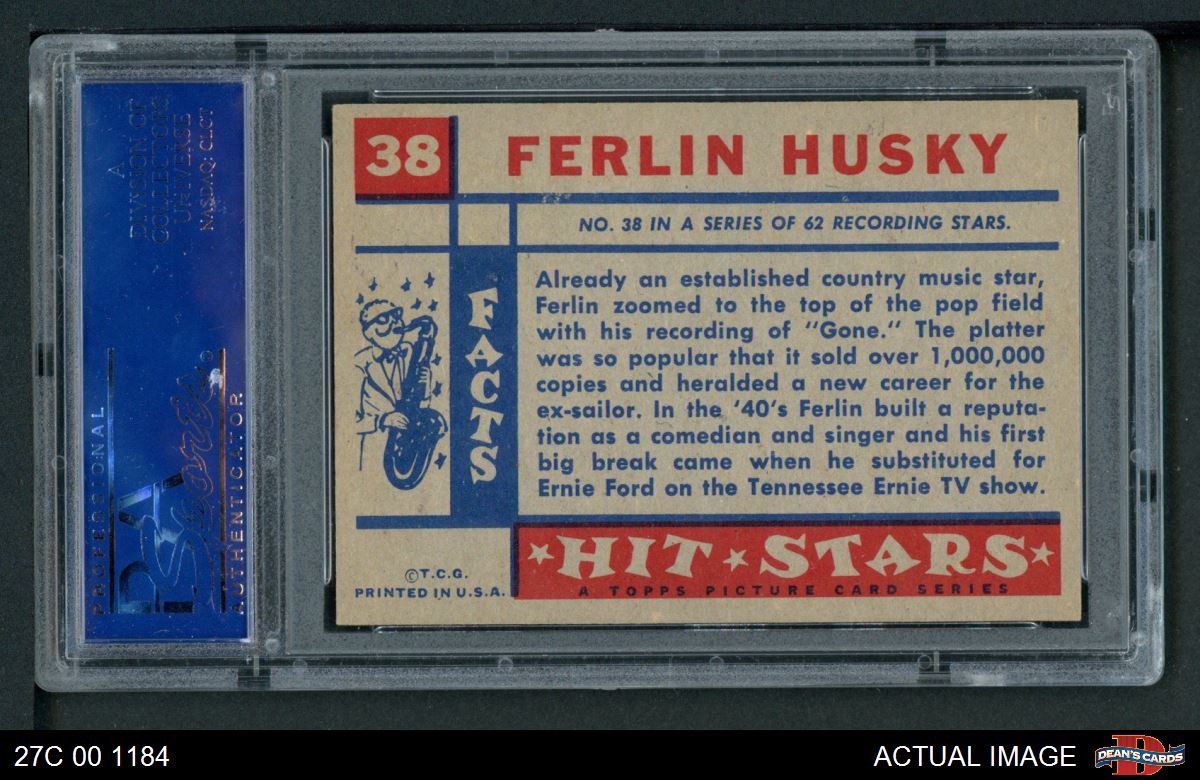 A
DIVISION OF
COLLECTORS
UNIVERSE
NASDAQ: CLCT
PROFESSIONAL
PSA
Sports
AUTHENTICATOR
38
FERLIN HUSKY
NO. 38 IN A SERIES OF 62 RECORDING STARS.
FACTS
Already an established country music star,
Ferlin zoomed to the top of the pop field
with his recording of "Gone." The platter
was so popular that it sold over 1,000,000
copies and heralded a new career for the
ex-sailor. In the '40's Ferlin built a reputa-
tion as a comedian and singer and his first
big break came when he substituted for
Ernie Ford on the Tennessee Ernie TV show.
HIT STARS
A TOPPS PICTURE CARD SERIES
©T.C.G.
PRINTED IN U.S.A.
27C 00 1184
ACTUAL IMAGE
D
DEAN'S CARDS